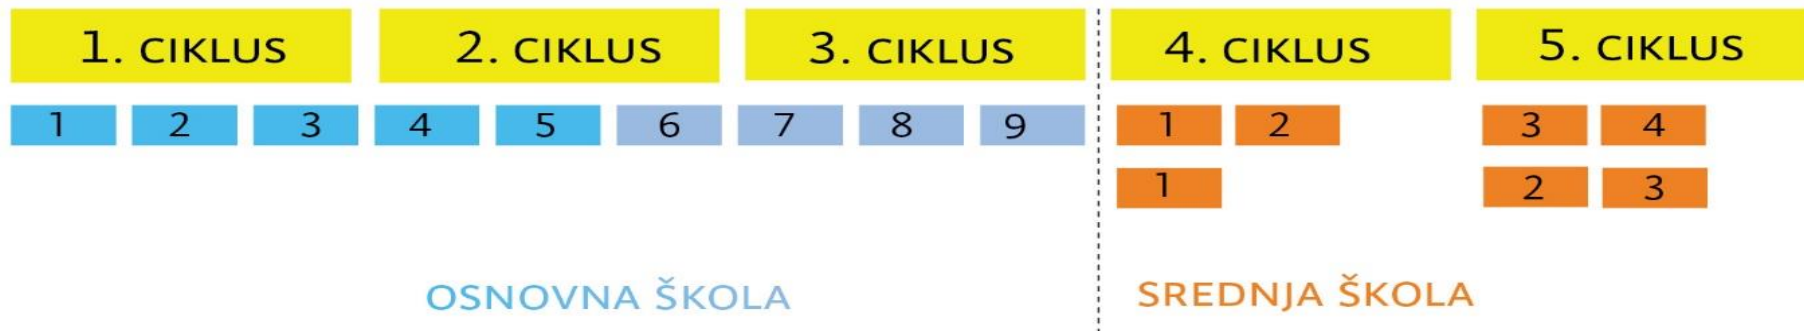 1. CIKLUS 2. CIKLUS 3. CIKLUS 4. CIKLUS 5. CIKLUS
1 2 3 4 5 6 7 8 9 1 2 3 4
1 2 3
OSNOVNA ŠKOLA SREDNJA ŠKOLA